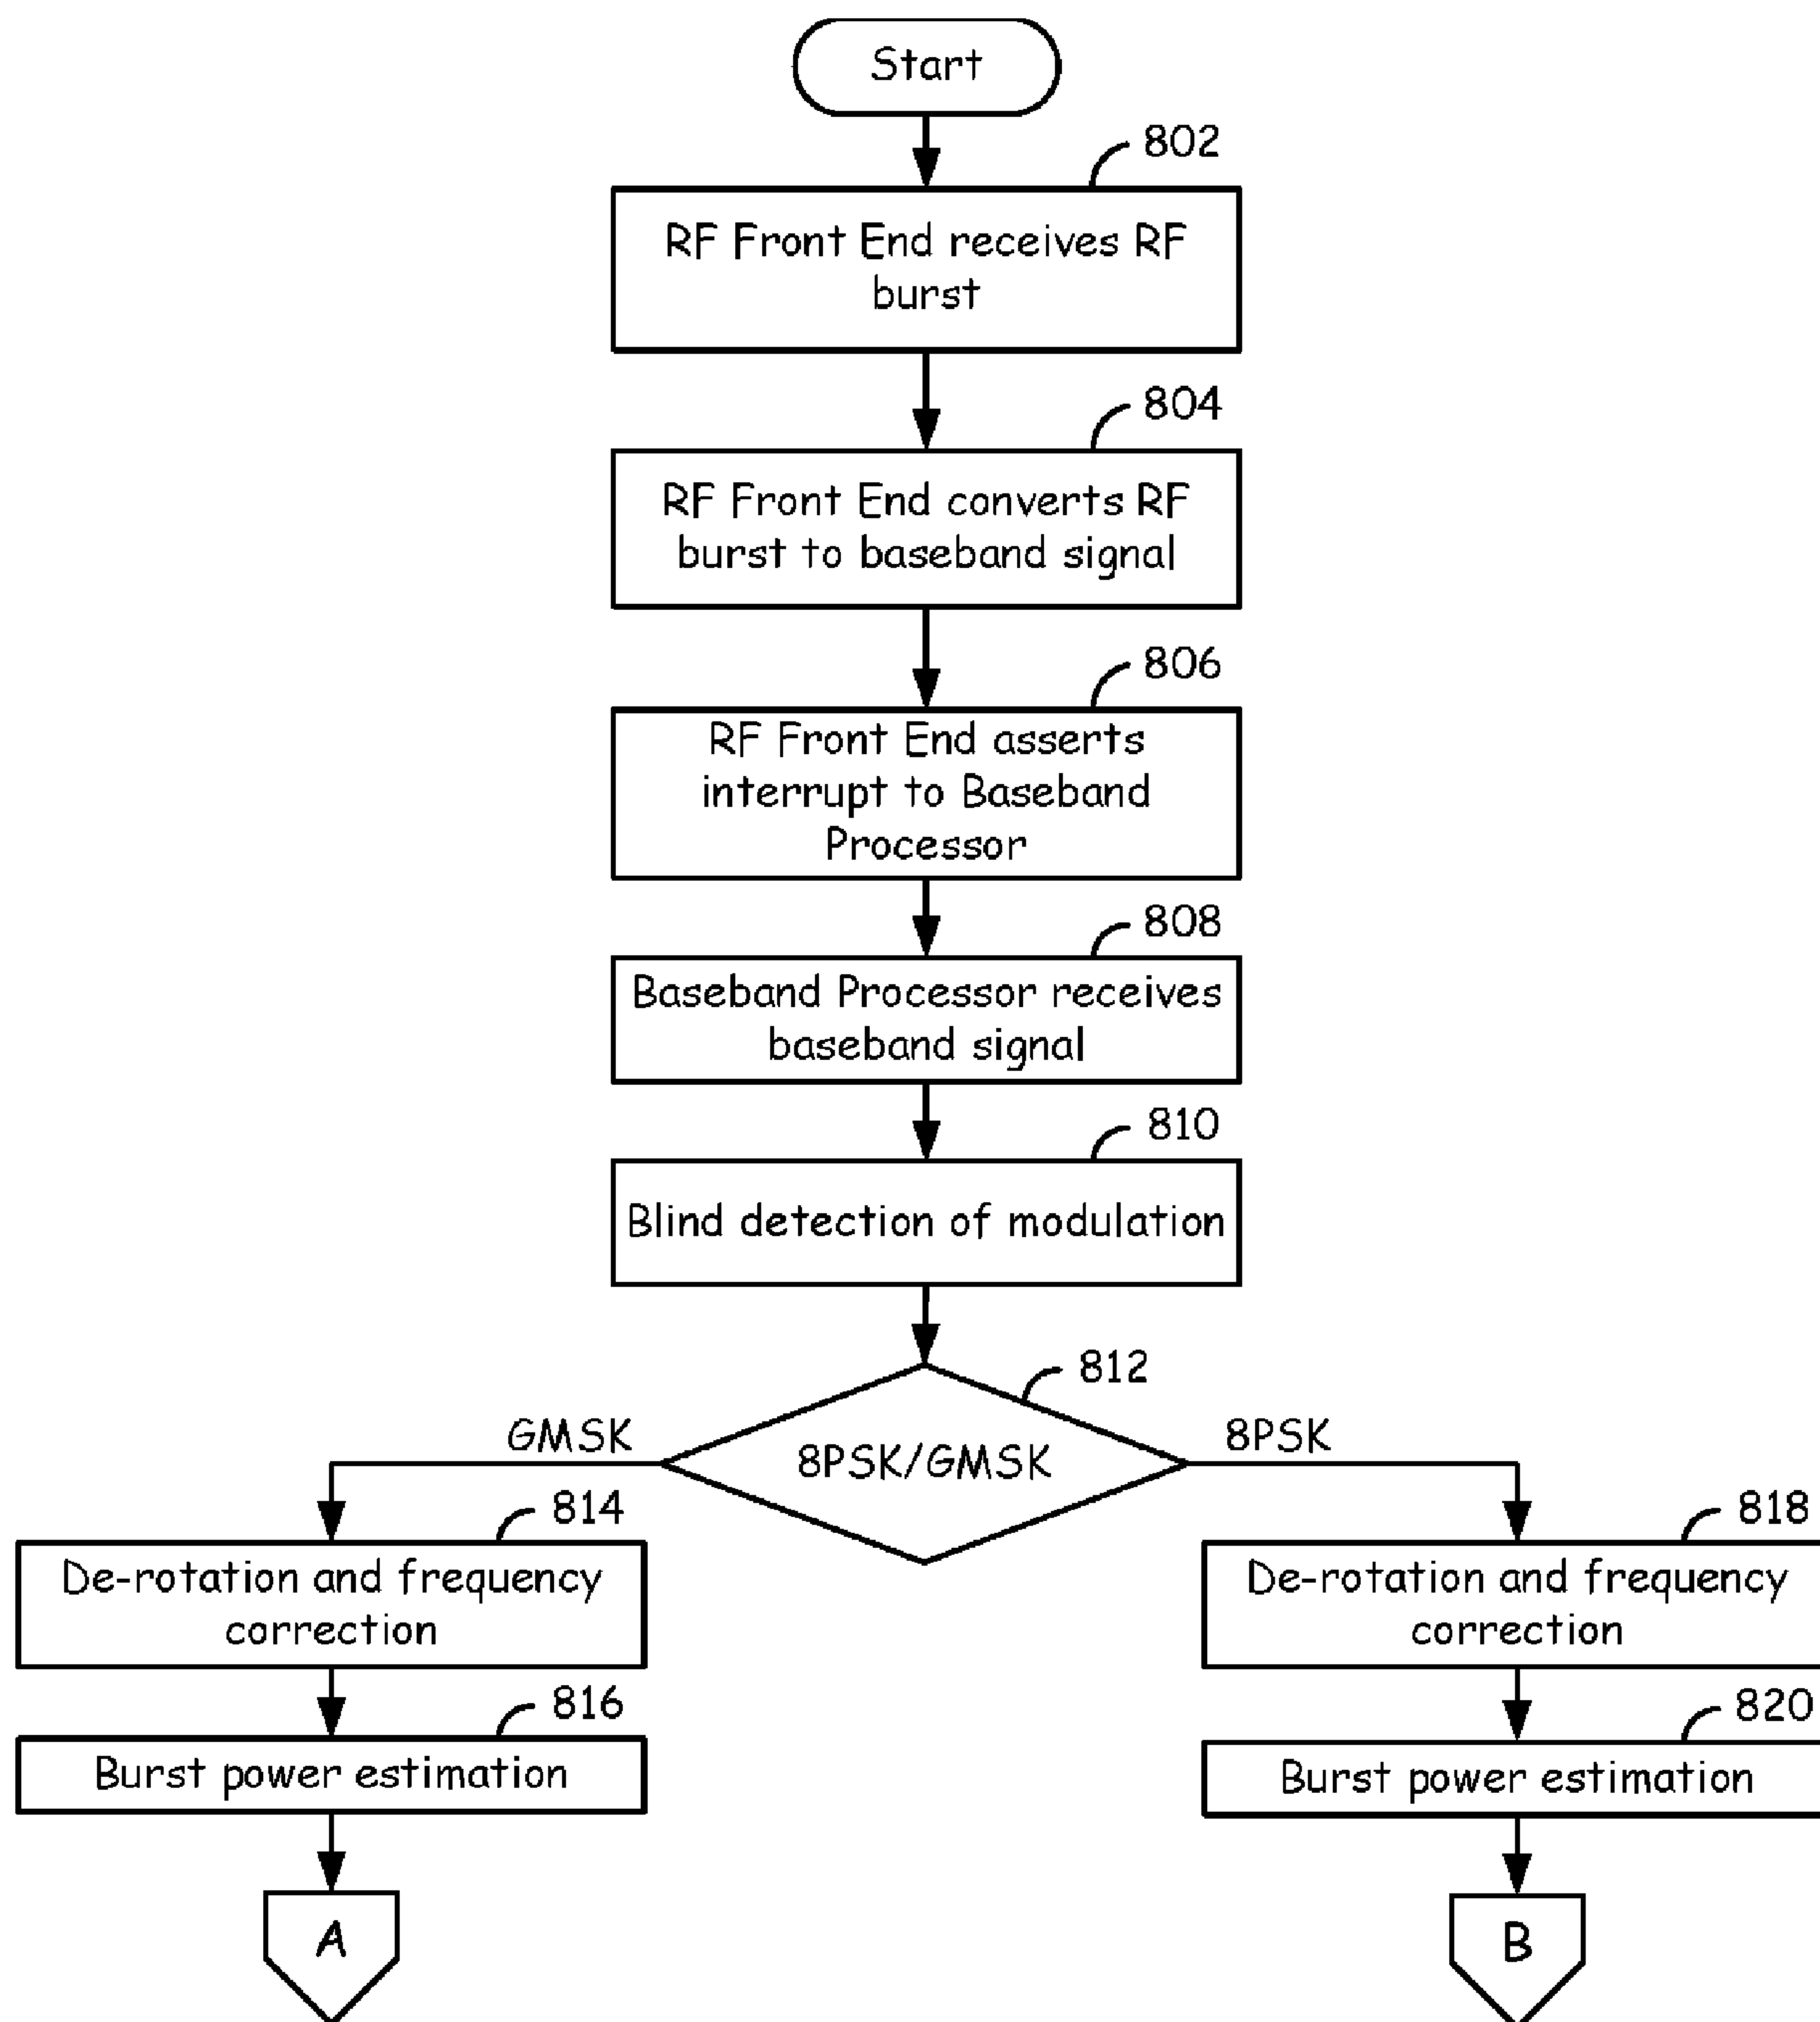 Start
802
RF Front End receives RF
burst
804
RF Front End converts RF
burst to baseband signal
806
RF Front End asserts
interrupt to Baseband
Processor
808
Baseband Processor receives
baseband signal
810
Blind detection of modulation
812
8PSK/GMSK
GMSK
8PSK
814
De-rotation and frequency
correction
816
Burst power estimation
A
818
De-rotation and frequency
correction
820
Burst power estimation
B